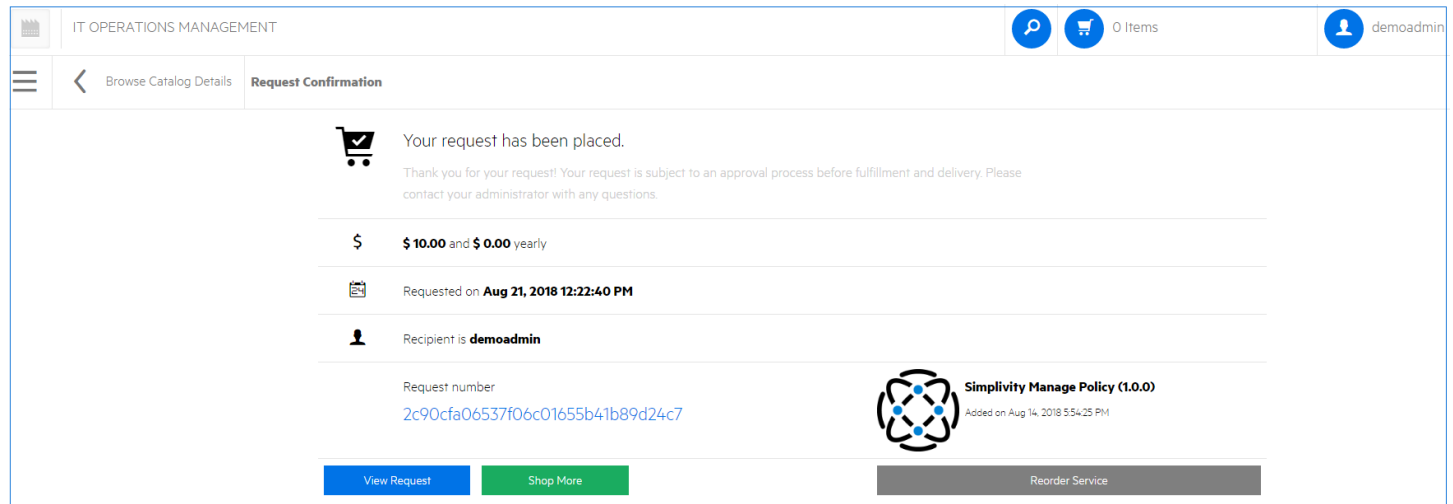 IT OPERATIONS MANAGEMENT
0 Items
demoadmin
Browse Catalog Details
Request Confirmation
Your request has been placed.
Thank you for your request! Your request is subject to an approval process before fulfillment and delivery. Please
contact your administrator with any questions.
$
$ 10.00 and $ 0.00 yearly
24
Requested on Aug 21, 2018 12:22:40 PM
Recipient is demoadmin
Request number
2c90cfa06537f06c01655b41b89d24c7
Simplivity Manage Policy (1.0.0)
Added on Aug 14, 2018 5:54:25 PM
View Request
Shop More
Reorder Service